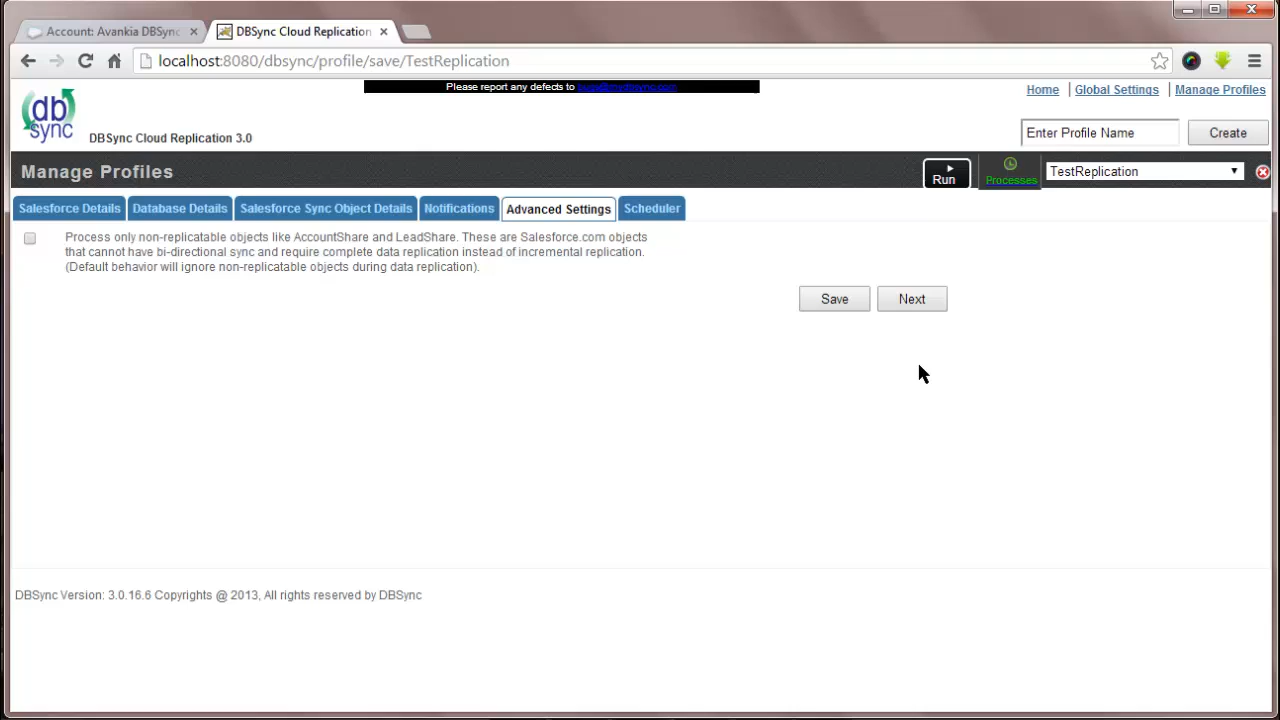 Account: Avankia DBSync
DBSync Cloud Replication
localhost:8080/dbsync/profile/save/TestReplication
Please report any defects to
Home Global Settings Manage Profiles
db
sync
DBSync Cloud Replication 3.0
Enter Profile Name Create
Manage Profiles
Run
Processes
TestReplication
Salesforce Details Database Details Salesforce Sync Object Details Notifications Advanced Settings Scheduler
Process only non-replicatable objects like AccountShare and LeadShare. These are Salesforce.com objects
that cannot have bi-directional sync and require complete data replication instead of incremental replication.
(Default behavior will ignore non-replicatable objects during data replication).
Save Next
DBSync Version: 3.0.16.6 Copyrights @ 2013, All rights reserved by DBSync